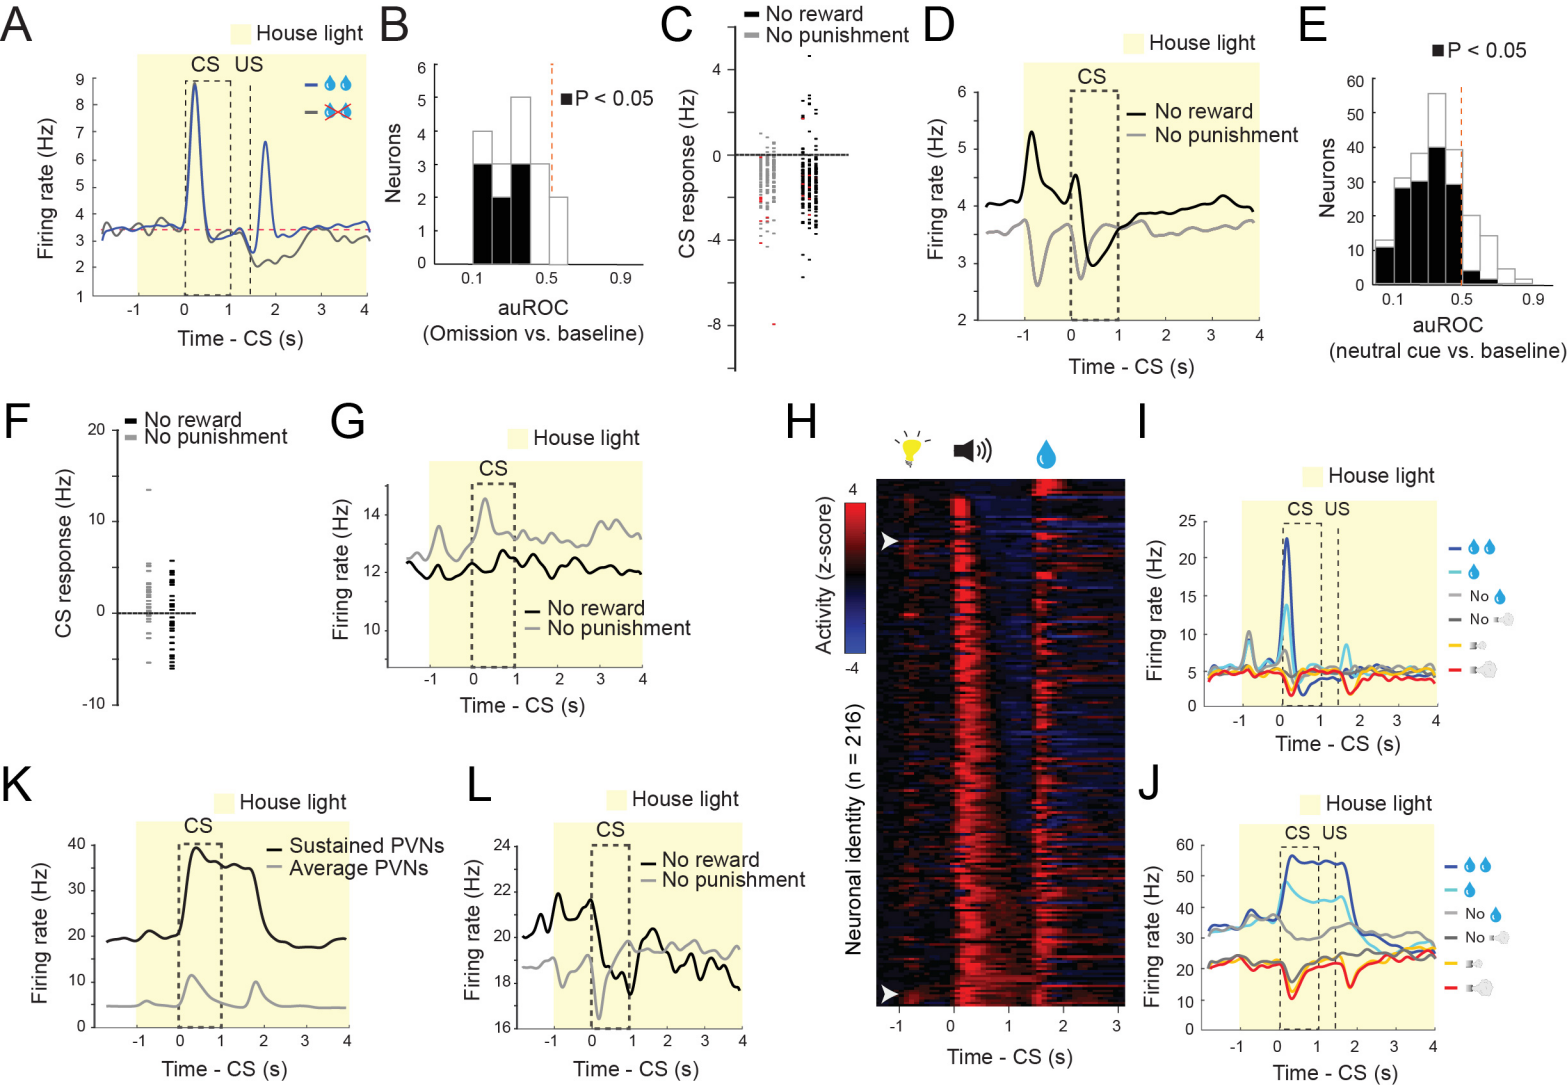 A
House light
CS
US
9
8
7
6
5
4
3
2
1
Firing rate (Hz)
-1
0
1
2
3
4
Time - CS (s)
B
P < 0.05
6
5
4
3
2
1
0
Neurons
0.1
0.5
0.9
auROC
(Omission vs. baseline)
C
No reward
No punishment
4
0
-4
-8
CS response (Hz)
D
House light
CS
No reward
No punishment
6
5
4
3
2
Firing rate (Hz)
-1
0
1
2
3
4
Time - CS (s)
E
P < 0.05
60
50
40
30
20
10
0
Neurons
0.1
0.5
0.9
auROC
(neutral cue vs. baseline)
F
No reward
No punishment
20
10
0
-10
CS response (Hz)
G
House light
CS
14
12
10
Firing rate (Hz)
No reward
No punishment
-1
0
1
2
3
4
Time - CS (s)
H
4
-4
Activity (z-score)
Neuronal identity (n = 216)
-1
0
1
2
3
Time - CS (s)
I
House light
CS
US
25
20
15
10
5
0
Firing rate (Hz)
No
No
-1
0
1
2
3
4
Time - CS (s)
J
House light
CS
US
60
50
40
30
20
10
0
Firing rate (Hz)
No
No
-1
0
1
2
3
4
Time - CS (s)
K
House light
CS
Sustained PVNs
Average PVNs
40
30
20
10
0
Firing rate (Hz)
-1
0
1
2
3
4
Time - CS (s)
L
House light
CS
No reward
No punishment
24
22
20
18
16
Firing rate (Hz)
-1
0
1
2
3
4
Time - CS (s)